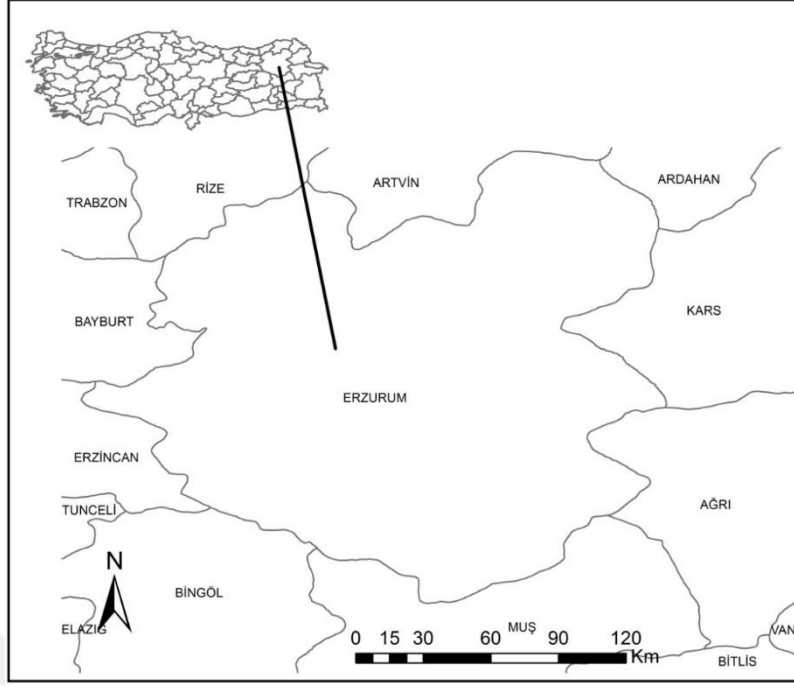 RİZE
ARTVİN
ARDAHAN
TRABZON
KARS
BAYBURT
ERZURUM
ERZİNCAN
AĞRI
TUNCELİ
N
BİNGÖL
ELAZIĞ
MUŞ
VAN
0 15 30 60 90 120
Km
BİTLİS